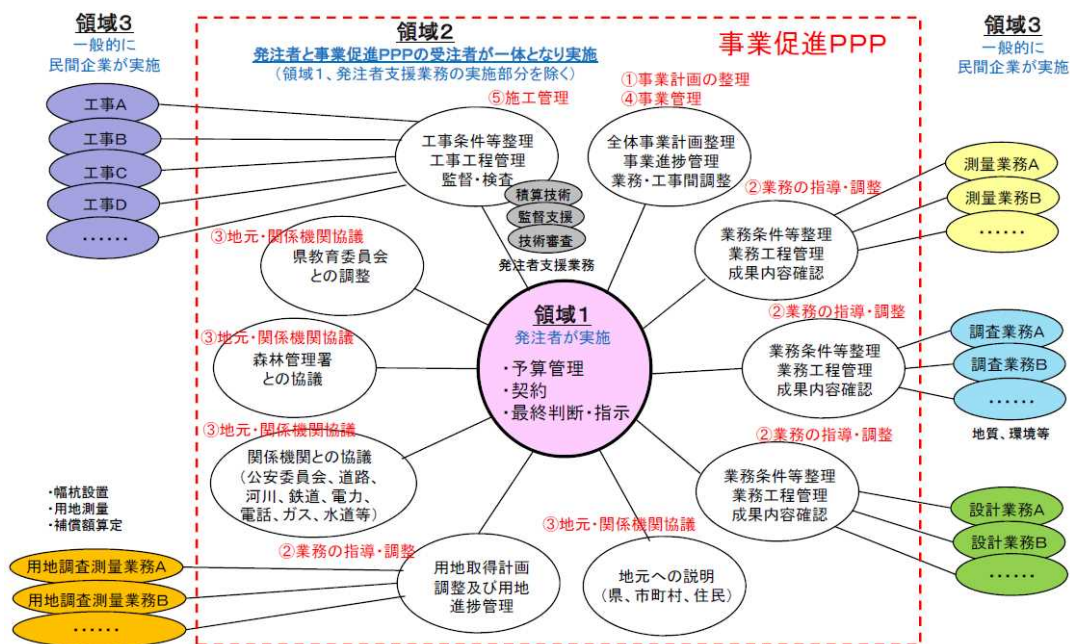 領域3
一般的に
民間企業が実施
領域2
発注者と事業促進PPPの受注者が一体となり実施
(領域1、発注者支援業務の実施部分を除く)
事業促進PPP
領域3
一般的に
民間企業が実施
工事A
工事B
工事C
工事D
……
⑤施工管理
工事条件等整理
工事工程管理
監督・検査
積算技術
監督支援
技術審査
発注者支援業務
①事業計画の整理
④事業管理
全体事業計画整理
事業進捗管理
業務・工事間調整
②業務の指導・調整
業務条件等整理
業務工程管理
成果内容確認
測量業務A
測量業務B
……
③地元・関係機関協議
県教育委員会
との調整
③地元・関係機関協議
森林管理署
との協議
領域1
発注者が実施
・予算管理
・契約
・最終判断・指示
②業務の指導・調整
業務条件等整理
業務工程管理
成果内容確認
調査業務A
調査業務B
……
地質、環境等
③地元・関係機関協議
関係機関との協議
(公安委員会、道路、
河川、鉄道、電力、
電話、ガス、水道等)
②業務の指導・調整
業務条件等整理
業務工程管理
成果内容確認
設計業務A
設計業務B
……
・幅杭設置
・用地測量
・補償額算定
用地調査測量業務A
用地調査測量業務B
……
②業務の指導・調整
用地取得計画
調整及び用地
進捗管理
③地元・関係機関協議
地元への説明
(県、市町村、住民)